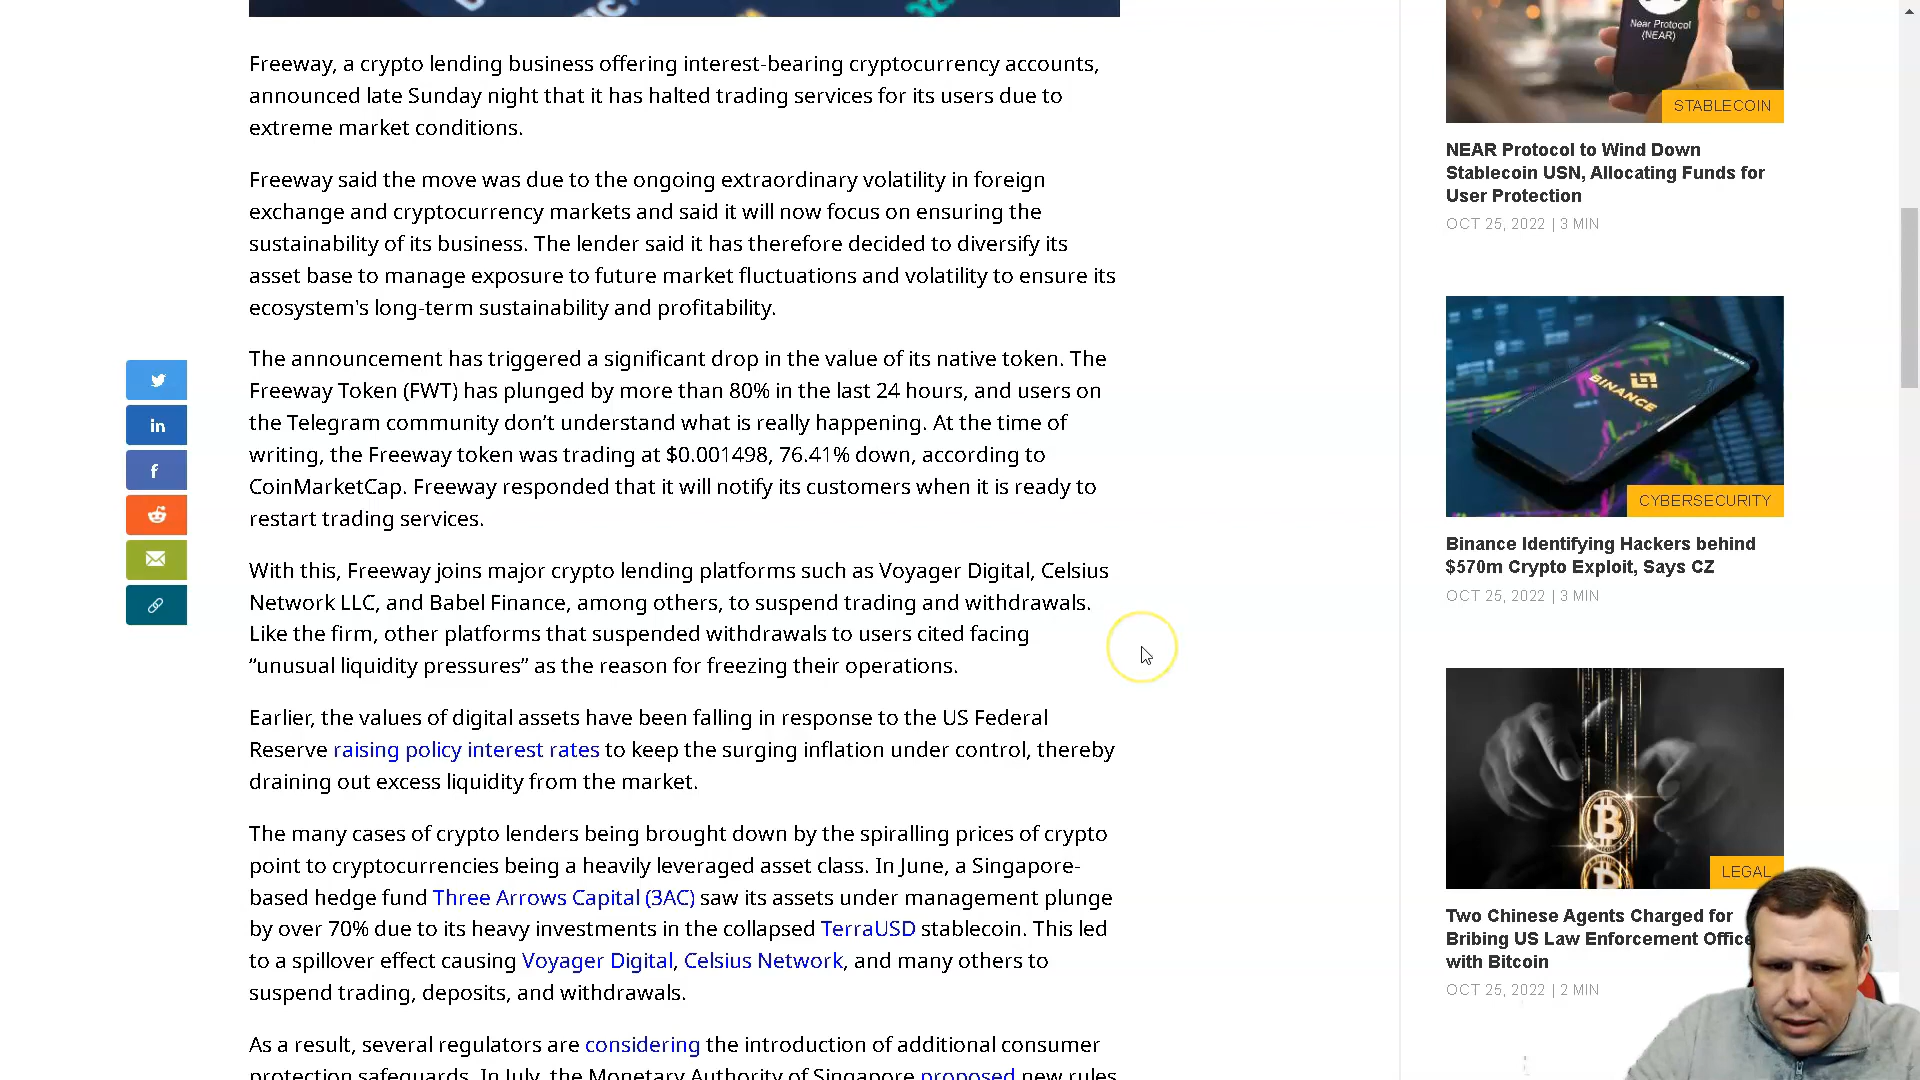 Freeway, a crypto lending business offering interest-bearing cryptocurrency accounts,
announced late Sunday night that it has halted trading services for its users due to
extreme market conditions.
Freeway said the move was due to the ongoing extraordinary volatility in foreign
exchange and cryptocurrency markets and said it will now focus on ensuring the
sustainability of its business. The lender said it has therefore decided to diversify its
asset base to manage exposure to future market fluctuations and volatility to ensure its
ecosystem's long-term sustainability and profitability.
The announcement has triggered a significant drop in the value of its native token. The
Freeway Token (FWT) has plunged by more than 80% in the last 24 hours, and users on
the Telegram community don’t understand what is really happening. At the time of
writing, the Freeway token was trading at $0.001498, 76.41% down, according to
CoinMarketCap. Freeway responded that it will notify its customers when it is ready to
restart trading services.
With this, Freeway joins major crypto lending platforms such as Voyager Digital, Celsius
Network LLC, and Babel Finance, among others, to suspend trading and withdrawals.
Like the firm, other platforms that suspended withdrawals to users cited facing
“unusual liquidity pressures” as the reason for freezing their operations.
Earlier, the values of digital assets have been falling in response to the US Federal
Reserve raising policy interest rates to keep the surging inflation under control, thereby
draining out excess liquidity from the market.
The many cases of crypto lenders being brought down by the spiralling prices of crypto
point to cryptocurrencies being a heavily leveraged asset class. In June, a Singapore-
based hedge fund Three Arrows Capital (3AC) saw its assets under management plunge
by over 70% due to its heavy investments in the collapsed TerraUSD stablecoin. This led
to a spillover effect causing Voyager Digital, Celsius Network, and many others to
suspend trading, deposits, and withdrawals.
As a result, several regulators are considering the introduction of additional consumer
protection safeguards. In July, the Monetary Authority of Singapore proposed new rules
in
f
Near Protocol
(NEAR)
STABLECOIN
NEAR Protocol to Wind Down
Stablecoin USN, Allocating Funds for
User Protection
OCT 25, 2022 | 3 MIN
BINANCE
CYBERSECURITY
Binance Identifying Hackers behind
$570m Crypto Exploit, Says CZ
OCT 25, 2022 | 3 MIN
LEGAL
Two Chinese Agents Charged for
Bribing US Law Enforcement Office
with Bitcoin
OCT 25, 2022 | 2 MIN